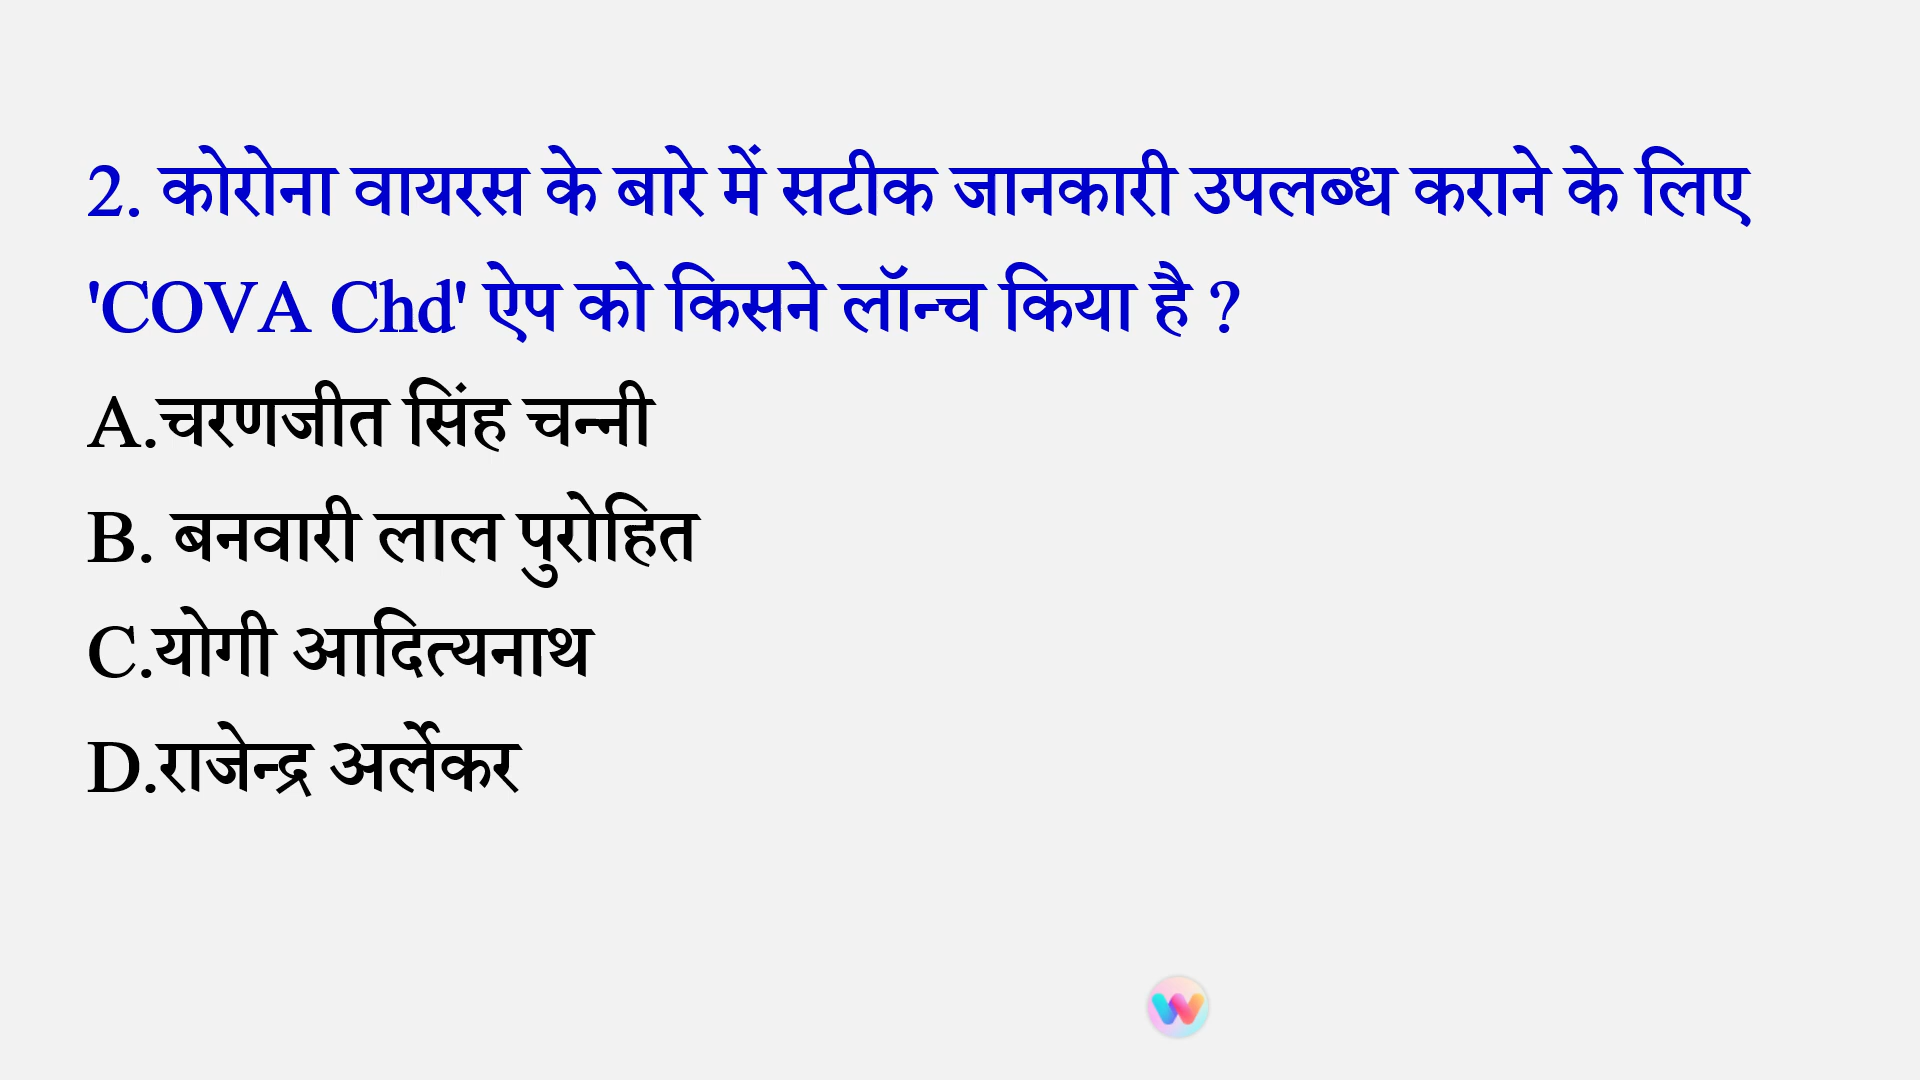 2. कोरोना वायरस के बारे में सटीक जानकारी उपलब्ध कराने के लिए
'COVA Chd' ऐप को किसने लॉन्च किया है ?
A.चरणजीत सिंह चन्नी
B. बनवारी लाल पुरोहित
C.योगी आदित्यनाथ
D.राजेन्द्र अर्लेकर